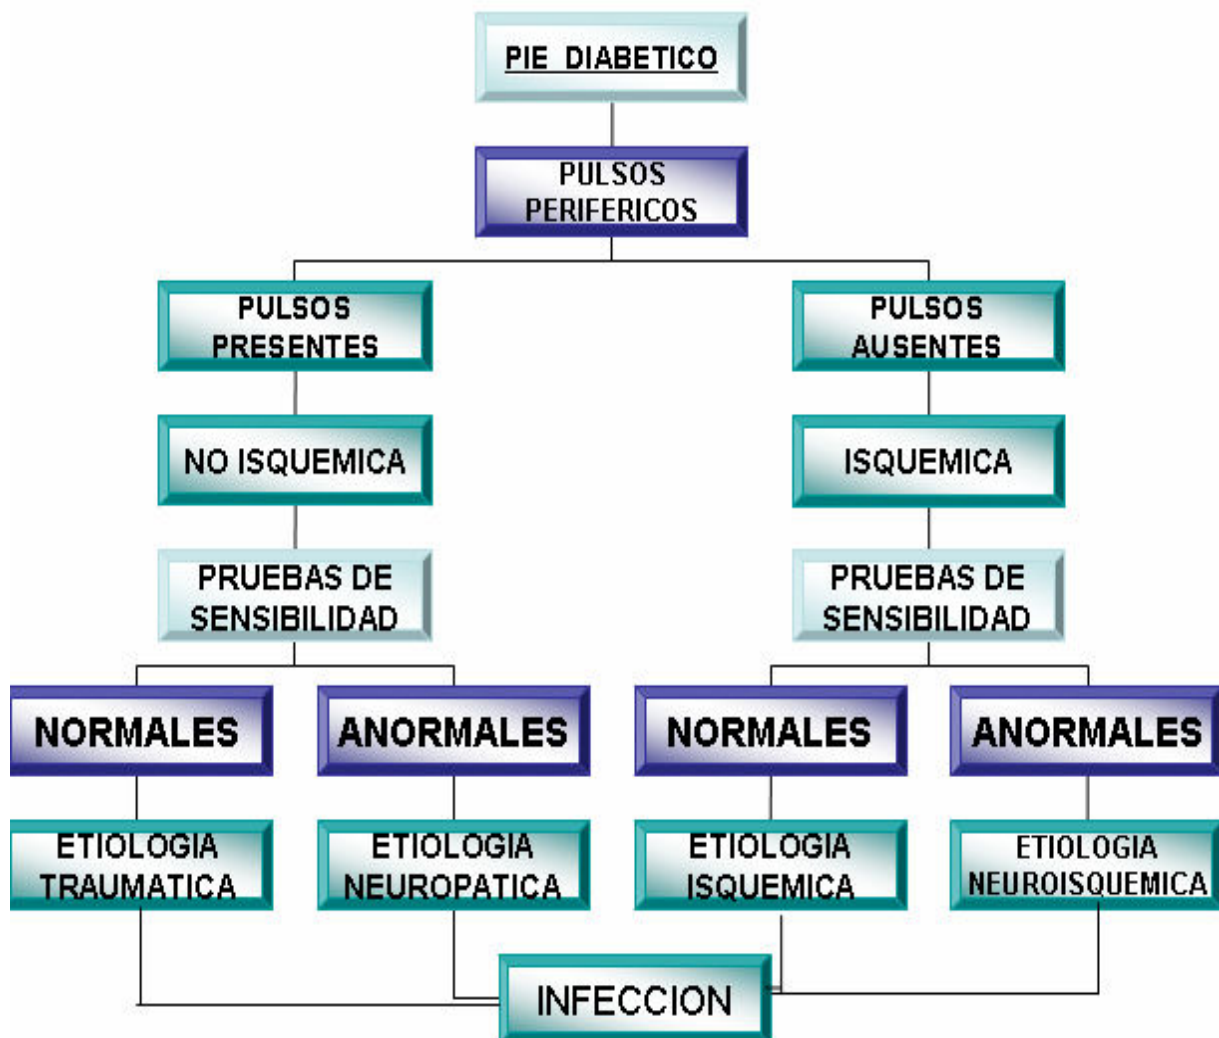 PIE DIABETICO
PULSOS
PERIFERICOS
PULSOS
PRESENTES
PULSOS
AUSENTES
NO ISQUEMICA
ISQUEMICA
PRUEBAS DE
SENSIBILIDAD
PRUEBAS DE
SENSIBILIDAD
NORMALES
ANORMALES
NORMALES
ANORMALES
ETIOLOGIA
TRAUMATICA
ETIOLOGIA
NEUROPATICA
ETIOLOGIA
ISQUEMICA
ETIOLOGIA
NEUROISQUEMICA
INFECCION